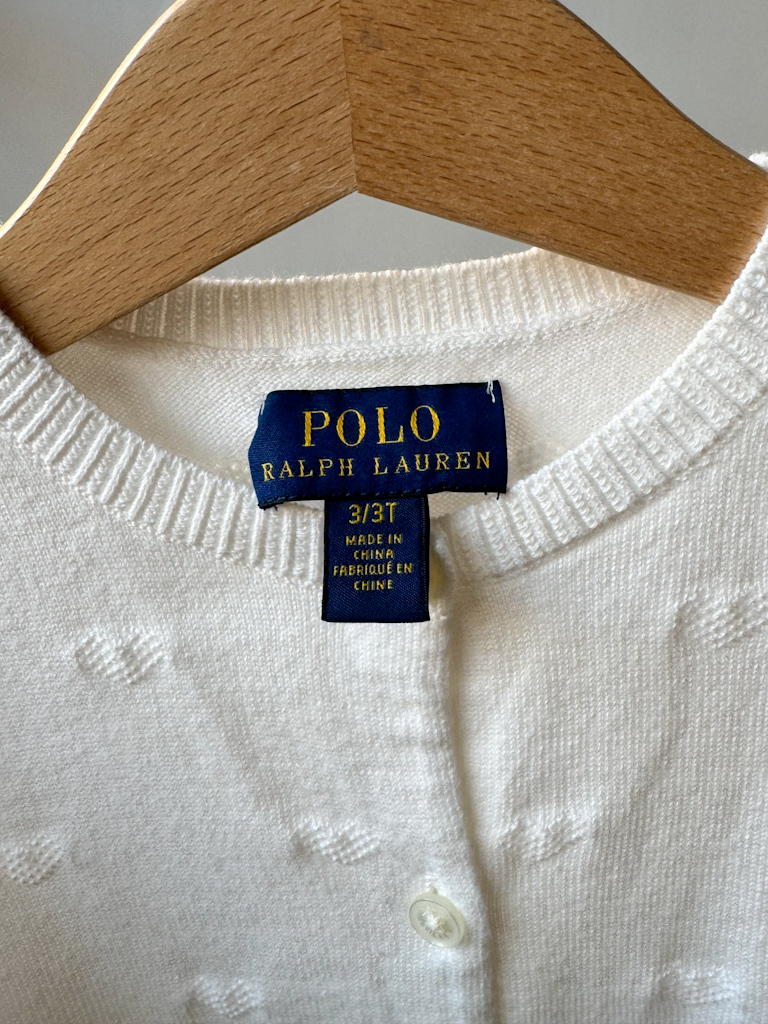 POLO
RALPH LAUREN
3/3T
MADE IN
CHINA
FABRIQUÉ EN
CHINE